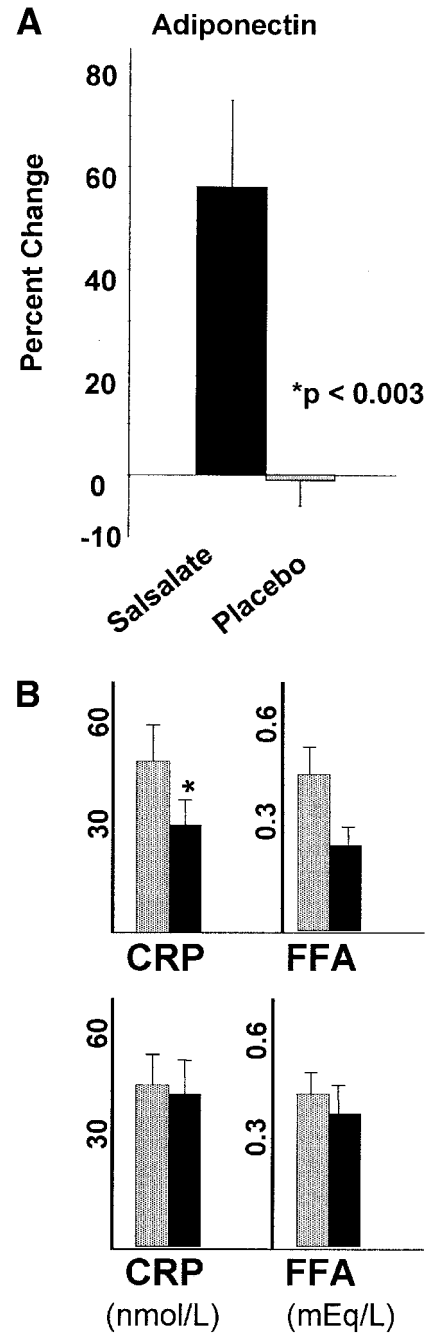 A
Adiponectin
Percent Change
80
60
40
20
0
-10
*p < 0.003
Salsalate
Placebo
B
60
30
*
CRP
0.6
0.3
FFA
60
30
CRP
(nmol/L)
0.6
0.3
FFA
(mEq/L)